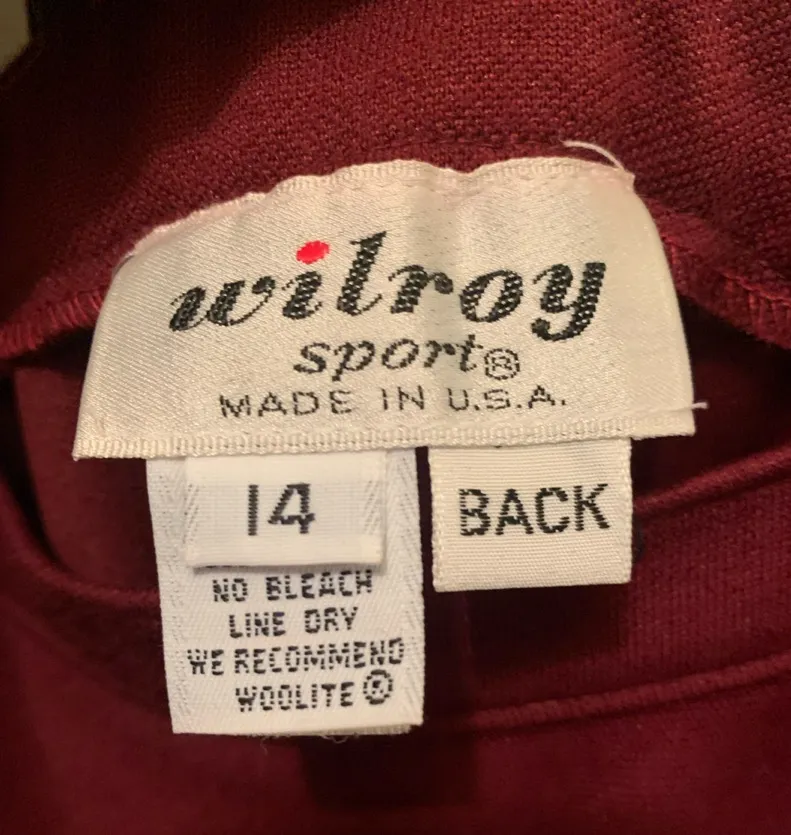 wilroy
sport®
MADE IN U.S.A.
14
BACK
NO BLEACH
LINE DRY
WE RECOMMEND
WOOLITE®